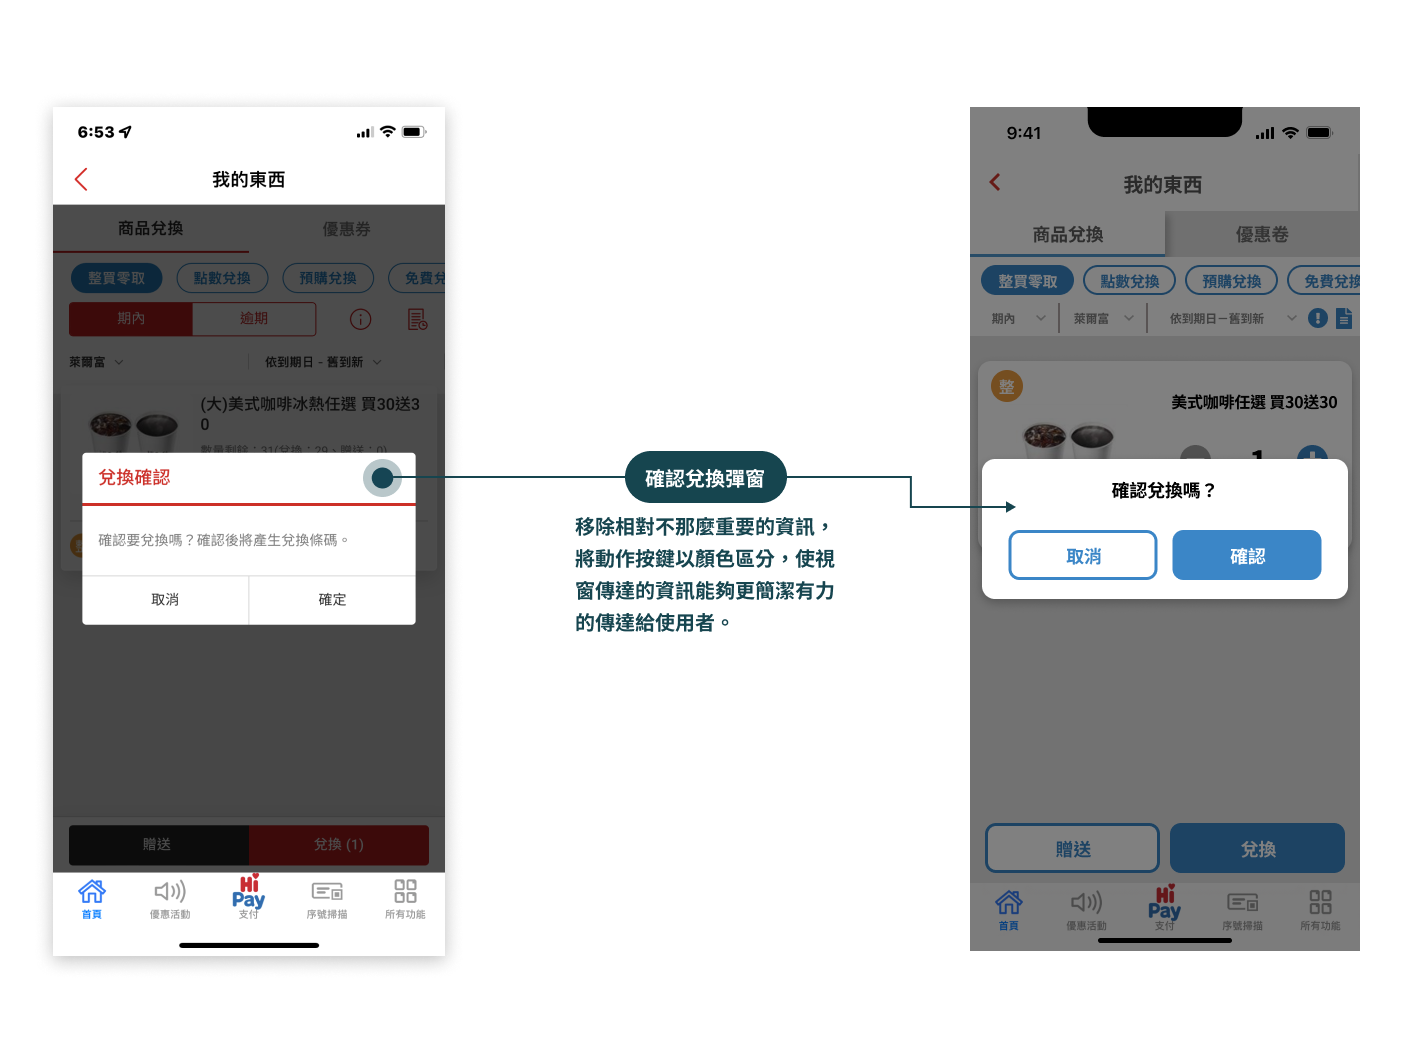 6:53
我的東西
商品兌換
優惠券
整買零取
點數兌換
預購兌換
免費兌
期內
逾期
萊爾富
依到期日 - 舊到新
(大)美式咖啡冰熱任選 買30送3
0
數量剩餘：31(兌換：29、贈送：0)
兌換確認
確認要兌換嗎？確認後將產生兌換條碼。
取消
確定
贈送
兌換 (1)
首頁
優惠活動
Hi
Pay
支付
序號掃描
所有功能
確認兌換彈窗
移除相對不那麼重要的資訊，
將動作按鍵以顏色區分，使視
窗傳達的資訊能夠更簡潔有力
的傳達給使用者。
9:41
我的東西
商品兌換
優惠卷
整買零取
點數兌換
預購兌換
免費兌換
期內
萊爾富
依到期日－舊到新
整
美式咖啡任選 買30送30
1
確認兌換嗎？
取消
確認
贈送
兌換
首頁
優惠活動
Hi
Pay
支付
序號掃描
所有功能